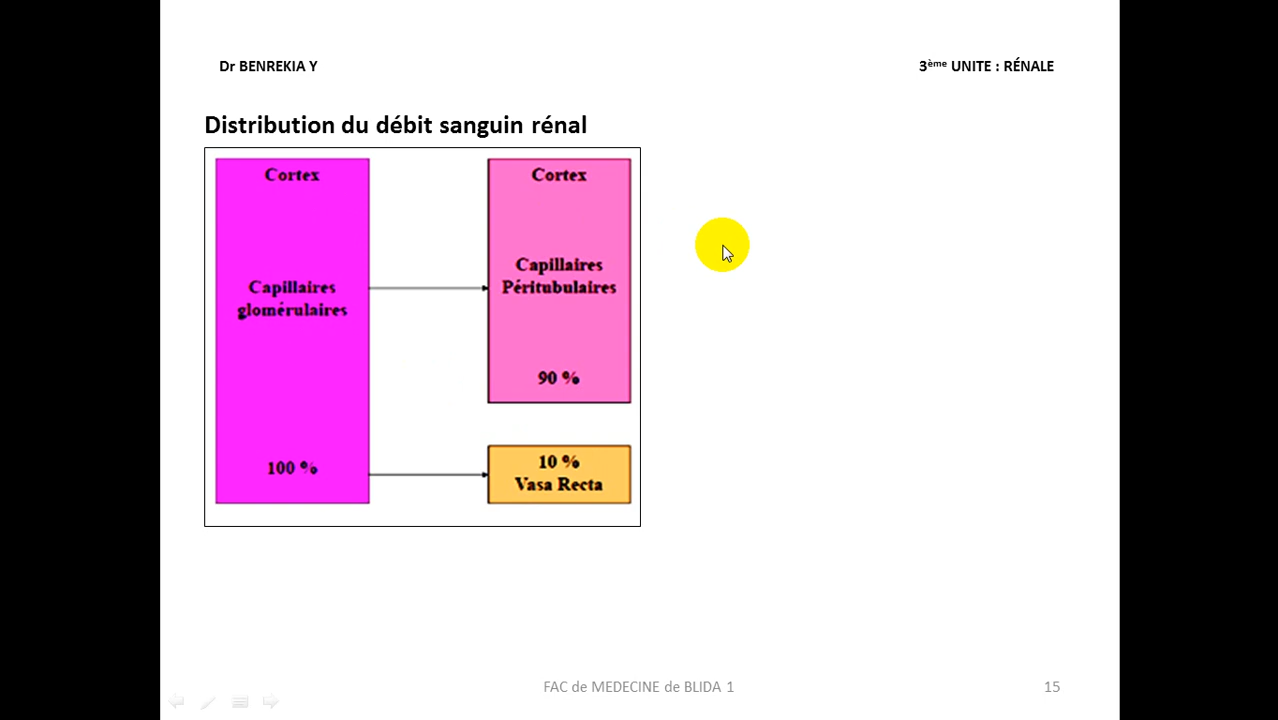 Dr BENREKIA Y
3ème UNITE : RÉNALE
Distribution du débit sanguin rénal
Cortex
Capillaires
glomérulaires
100 %
Cortex
Capillaires
Péritubulaires
90 %
10 %
Vasa Recta
FAC de MEDECINE de BLIDA 1
15